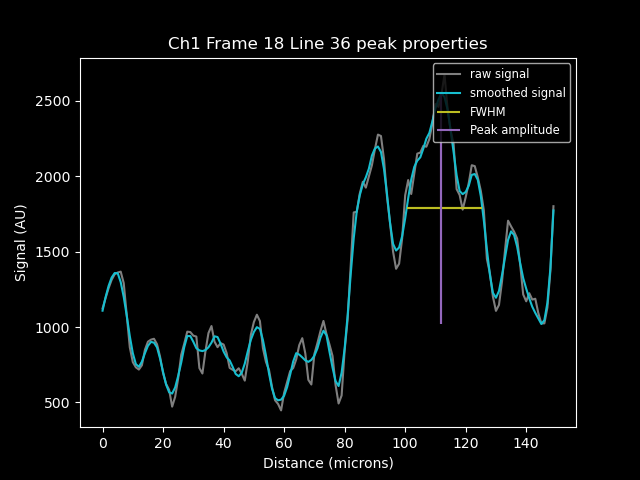 Ch1 Frame 18 Line 36 peak properties
raw signal
smoothed signal
FWHM
Peak amplitude
Signal (AU)
2500
2000
1500
1000
500
0
20
40
60
80
100
120
140
Distance (microns)